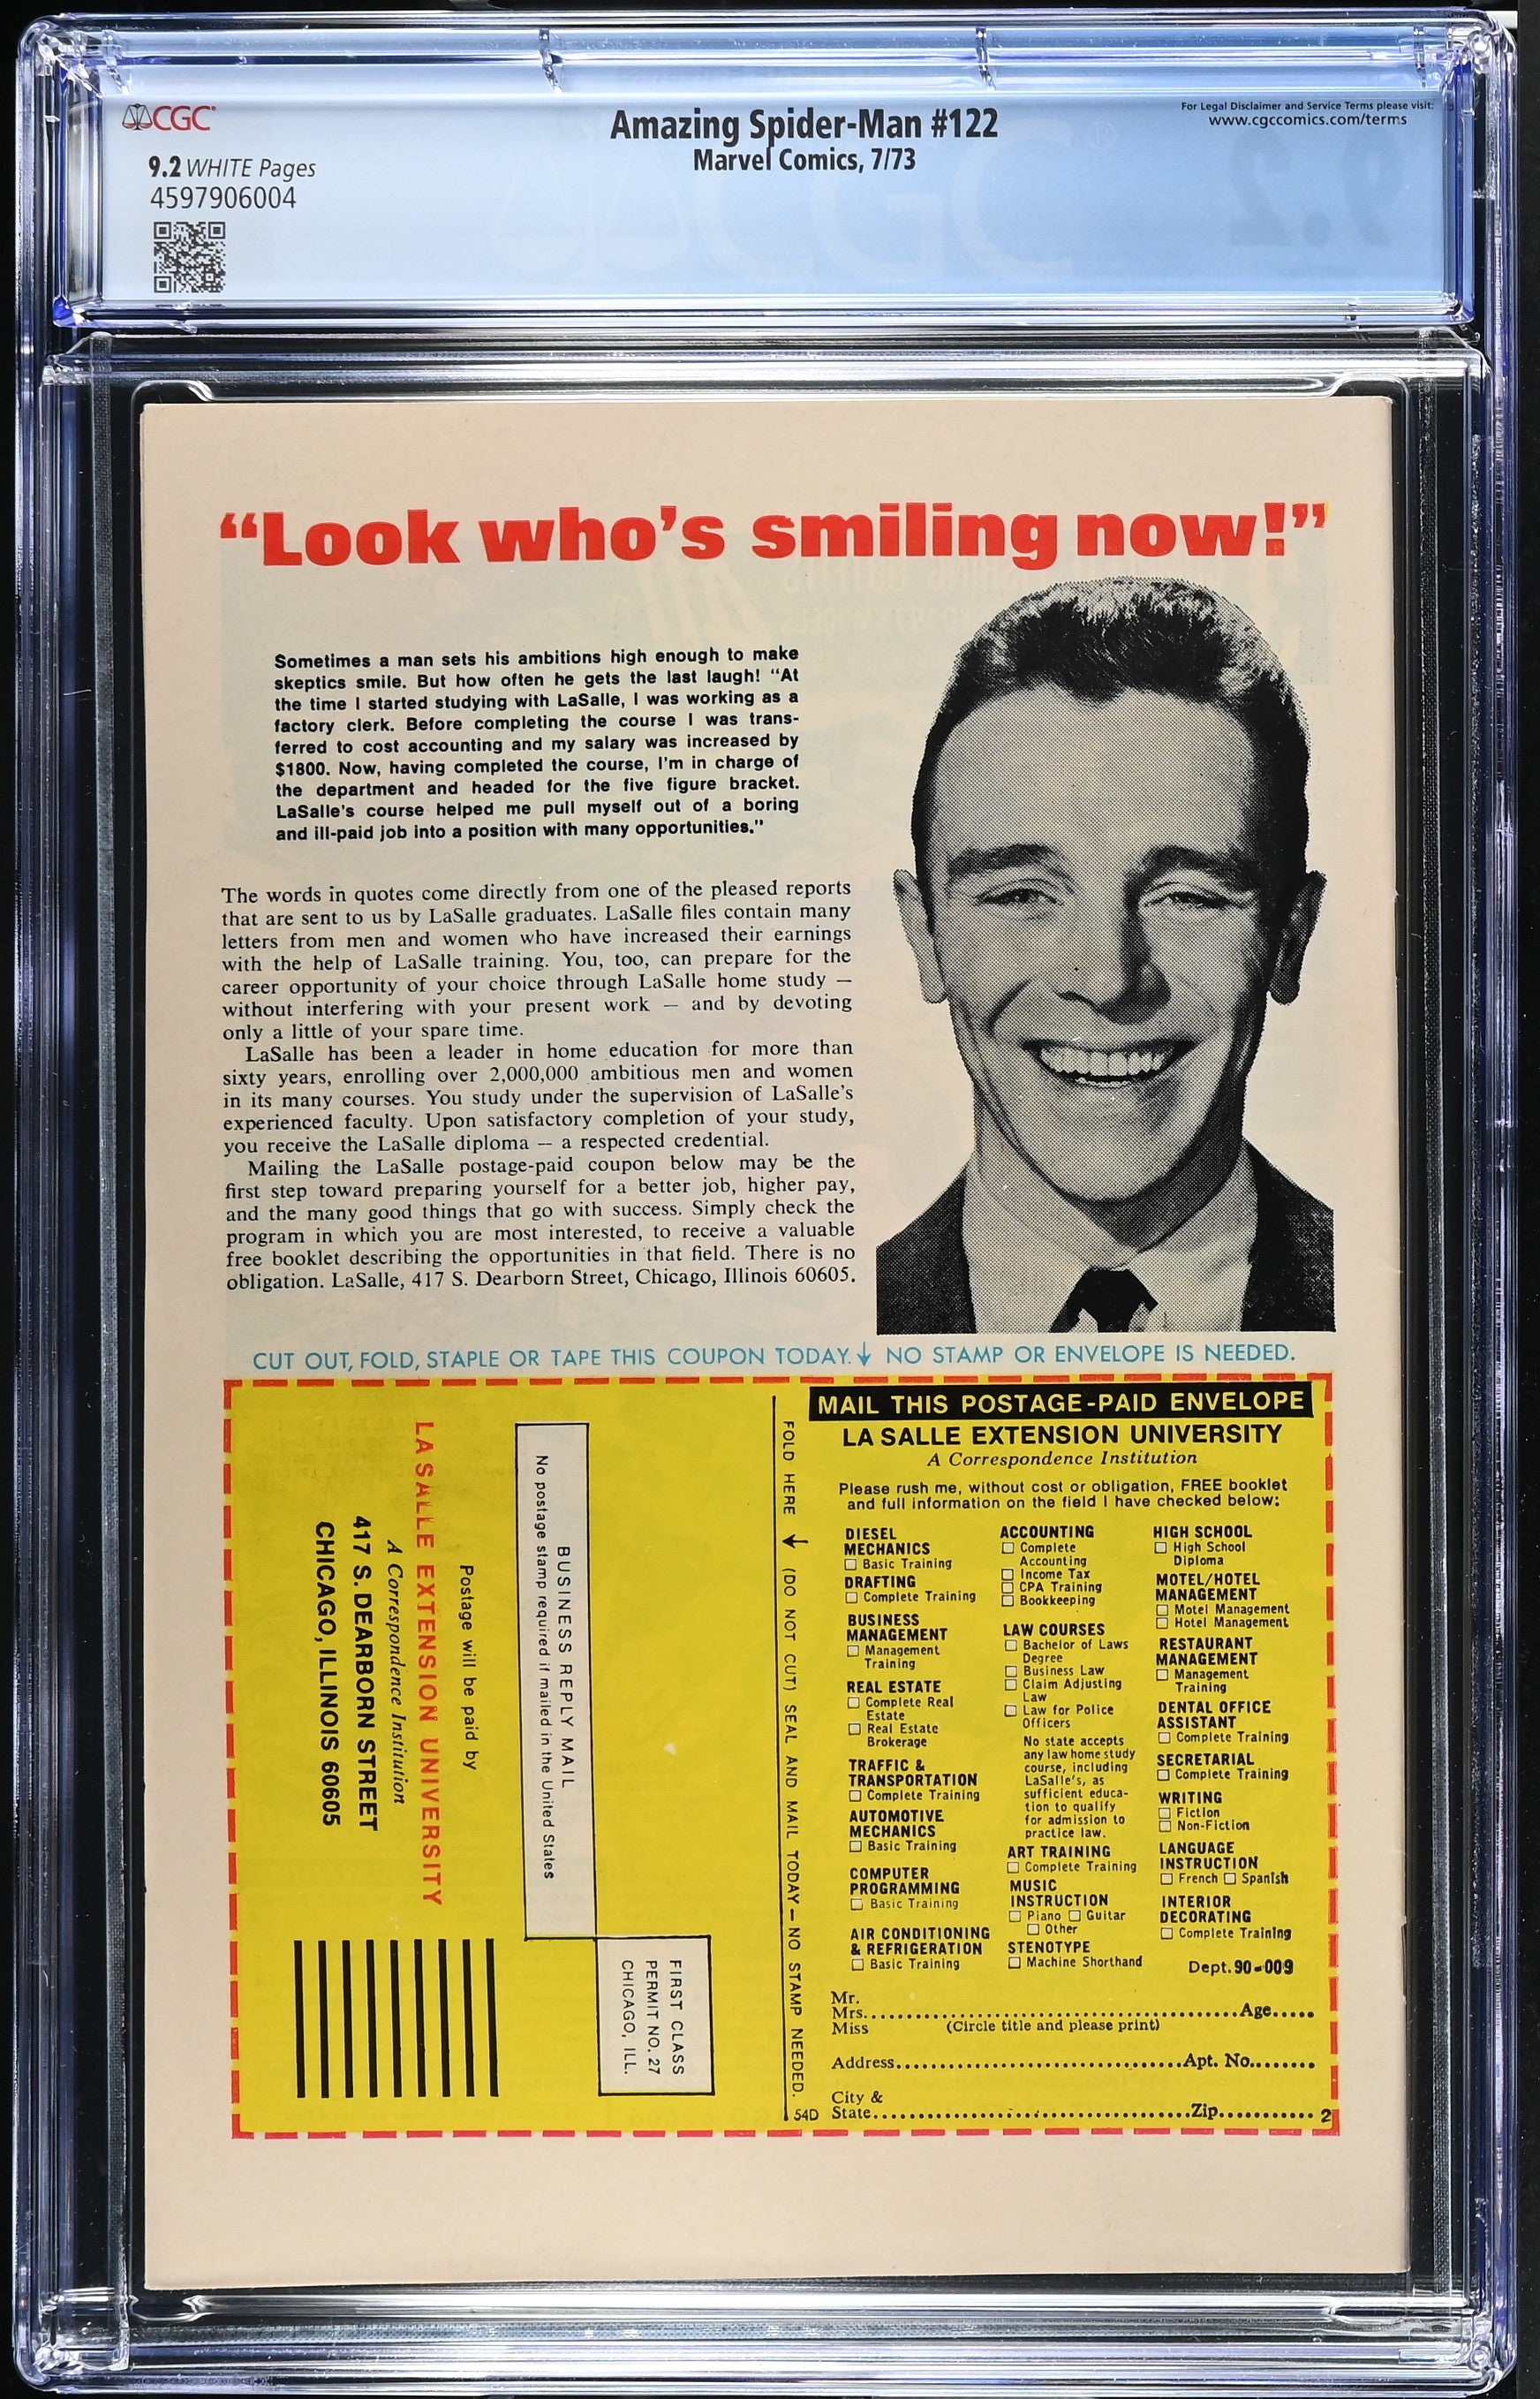 CGC
9.2 WHITE Pages
4597906004
Amazing Spider-Man #122
Marvel Comics, 7/73
For Legal Disclaimer and Service Terms please visit:
www.cgccomics.com/terms
“Look who’s smiling now!”
Sometimes a man sets his ambitions high enough to make
skeptics smile. But how often he gets the last laugh! “At
the time I started studying with LaSalle, I was working as a
factory clerk. Before completing the course I was trans-
ferred to cost accounting and my salary was increased by
$1800. Now, having completed the course, I'm in charge of
the department and headed for the five figure bracket.
LaSalle's course helped me pull myself out of a boring
and ill-paid job into a position with many opportunities.”
The words in quotes come directly from one of the pleased reports
that are sent to us by LaSalle graduates. LaSalle files contain many
letters from men and women who have increased their earnings
with the help of LaSalle training. You, too, can prepare for the
career opportunity of your choice through LaSalle home study —
without interfering with your present work — and by devoting
only a little of your spare time.
LaSalle has been a leader in home education for more than
sixty years, enrolling over 2,000,000 ambitious men and women
in its many courses. You study under the supervision of LaSalle's
experienced faculty. Upon satisfactory completion of your study,
you receive the LaSalle diploma — a respected credential.
Mailing the LaSalle postage-paid coupon below may be the
first step toward preparing yourself for a better job, higher pay,
and the many good things that go with success. Simply check the
program in which you are most interested, to receive a valuable
free booklet describing the opportunities in that field. There is no
obligation. LaSalle, 417 S. Dearborn Street, Chicago, Illinois 60605.
CUT OUT, FOLD, STAPLE OR TAPE THIS COUPON TODAY. ↓ NO STAMP OR ENVELOPE IS NEEDED.
FIRST CLASS
PERMIT NO. 27
CHICAGO, ILL.
BUSINESS REPLY MAIL
No postage stamp required if mailed in the United States
Postage will be paid by
LA SALLE EXTENSION UNIVERSITY
A Correspondence Institution
417 S. DEARBORN STREET
CHICAGO, ILLINOIS 60605
FOLD HERE → (DO NOT CUT) SEAL AND MAIL TODAY—NO STAMP NEEDED.
MAIL THIS POSTAGE-PAID ENVELOPE
LA SALLE EXTENSION UNIVERSITY
A Correspondence Institution
Please rush me, without cost or obligation, FREE booklet
and full information on the field I have checked below:
DIESEL
MECHANICS
☐ Basic Training
DRAFTING
☐ Complete Training
BUSINESS
MANAGEMENT
☐ Management
Training
REAL ESTATE
☐ Complete Real
Estate
☐ Real Estate
Brokerage
TRAFFIC &
TRANSPORTATION
☐ Complete Training
AUTOMOTIVE
MECHANICS
☐ Basic Training
COMPUTER
PROGRAMMING
☐ Basic Training
AIR CONDITIONING
& REFRIGERATION
☐ Basic Training
ACCOUNTING
☐ Complete
Accounting
☐ Income Tax
☐ CPA Training
☐ Bookkeeping
LAW COURSES
☐ Bachelor of Laws
Degree
☐ Business Law
☐ Claim Adjusting
Law
☐ Law for Police
Officers
No state accepts
any law home study
course, including
LaSalle's, as
sufficient educa-
tion to qualify
for admission to
practice law.
ART TRAINING
☐ Complete Training
MUSIC
INSTRUCTION
☐ Piano ☐ Guitar
☐ Other
STENOTYPE
☐ Machine Shorthand
HIGH SCHOOL
☐ High School
Diploma
MOTEL/HOTEL
MANAGEMENT
☐ Motel Management
☐ Hotel Management
RESTAURANT
MANAGEMENT
☐ Management
Training
DENTAL OFFICE
ASSISTANT
☐ Complete Training
SECRETARIAL
☐ Complete Training
WRITING
☐ Fiction
☐ Non-Fiction
LANGUAGE
INSTRUCTION
☐ French ☐ Spanish
INTERIOR
DECORATING
☐ Complete Training
Dept. 90-009
Mr.
Mrs. Age
Miss (Circle title and please print)
Address Apt. No.
City &
54D State Zip 2